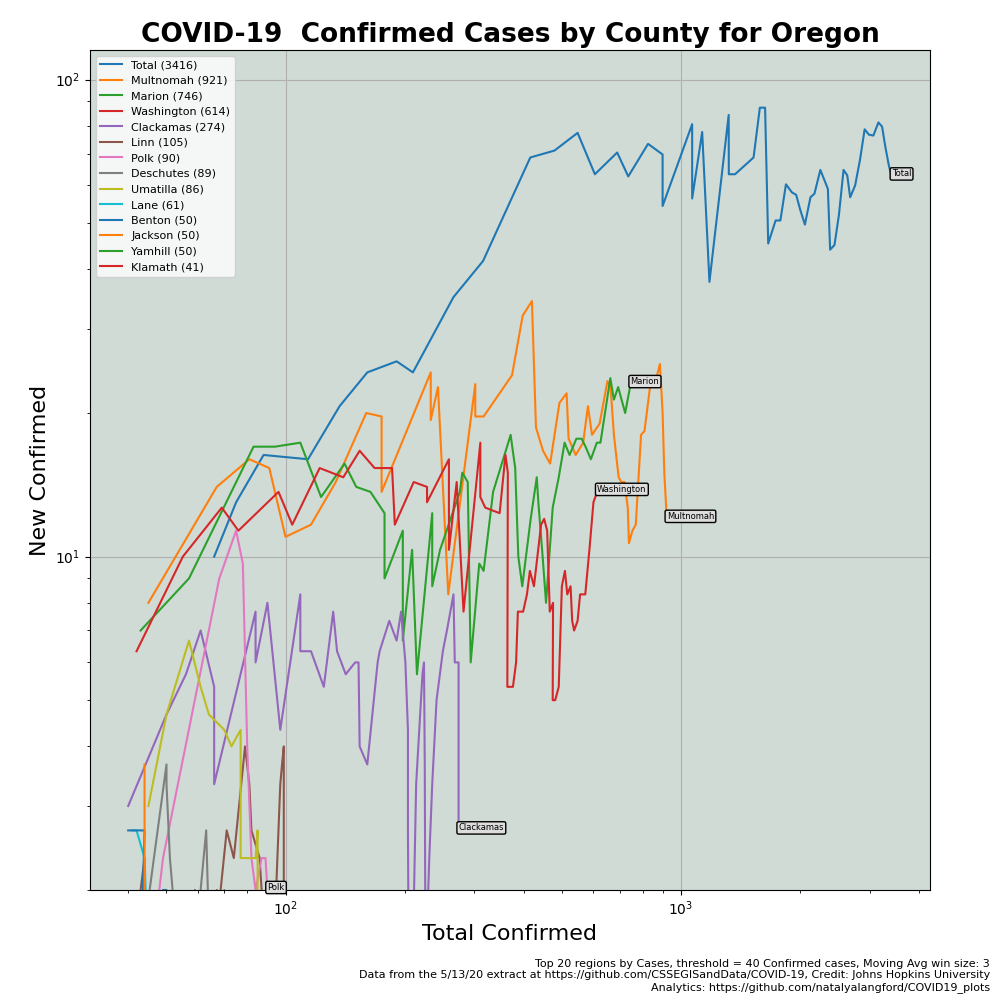 COVID-19  Confirmed Cases by County for Oregon
Total (3416)
Multnomah (921)
Marion (746)
Washington (614)
Clackamas (274)
Linn (105)
Polk (90)
Deschutes (89)
Umatilla (86)
Lane (61)
Benton (50)
Jackson (50)
Yamhill (50)
Klamath (41)
10²
10¹
New Confirmed
Total
Marion
Washington
Multnomah
Clackamas
Polk
10²
10³
Total Confirmed
Top 20 regions by Cases, threshold = 40 Confirmed cases, Moving Avg win size: 3
Data from the 5/13/20 extract at https://github.com/CSSEGISandData/COVID-19, Credit: Johns Hopkins University
Analytics: https://github.com/natalyalangford/COVID19_plots